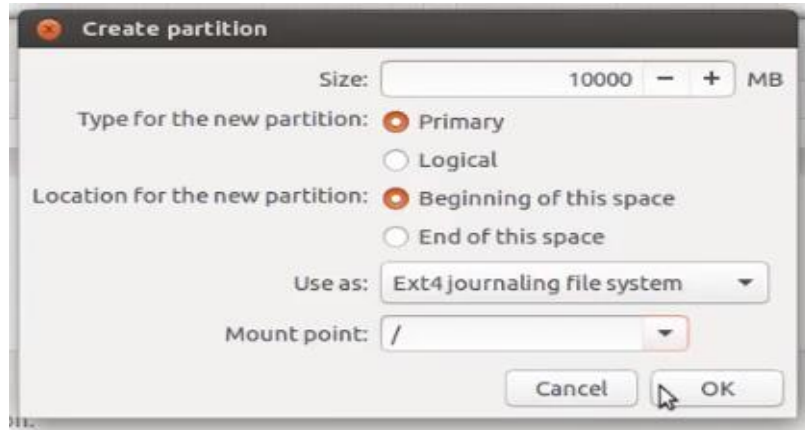 Create partition
Size: 10000 − + MB
Type for the new partition: Primary
Logical
Location for the new partition: Beginning of this space
End of this space
Use as: Ext4 journaling file system
Mount point: /
Cancel OK